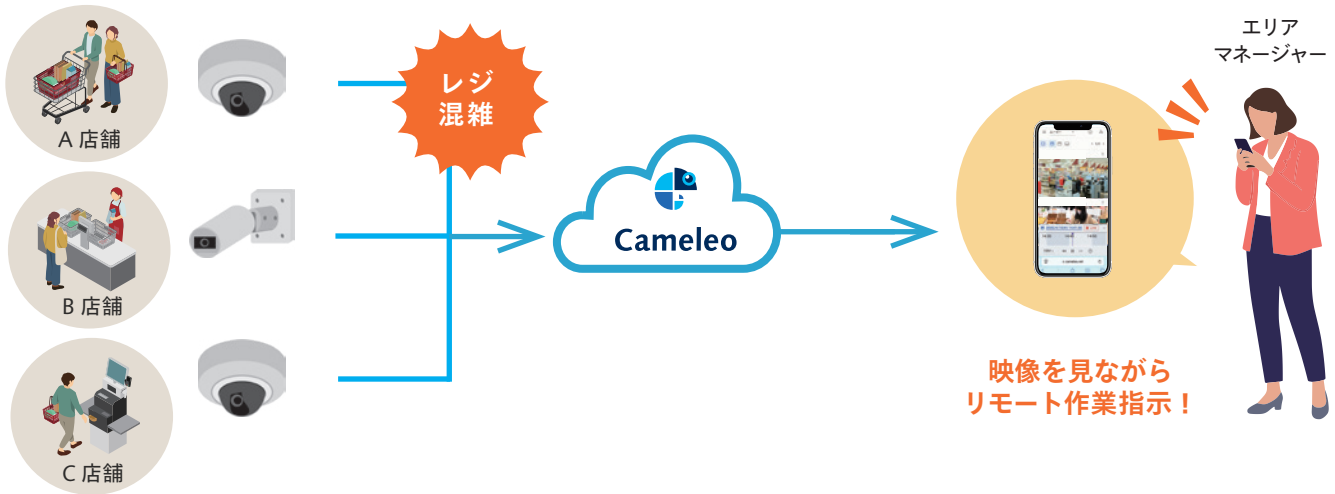 A 店舗
B 店舗
C 店舗
レジ
混雑
Cameleo
エリア
マネージャー
映像を見ながら
リモート作業指示！